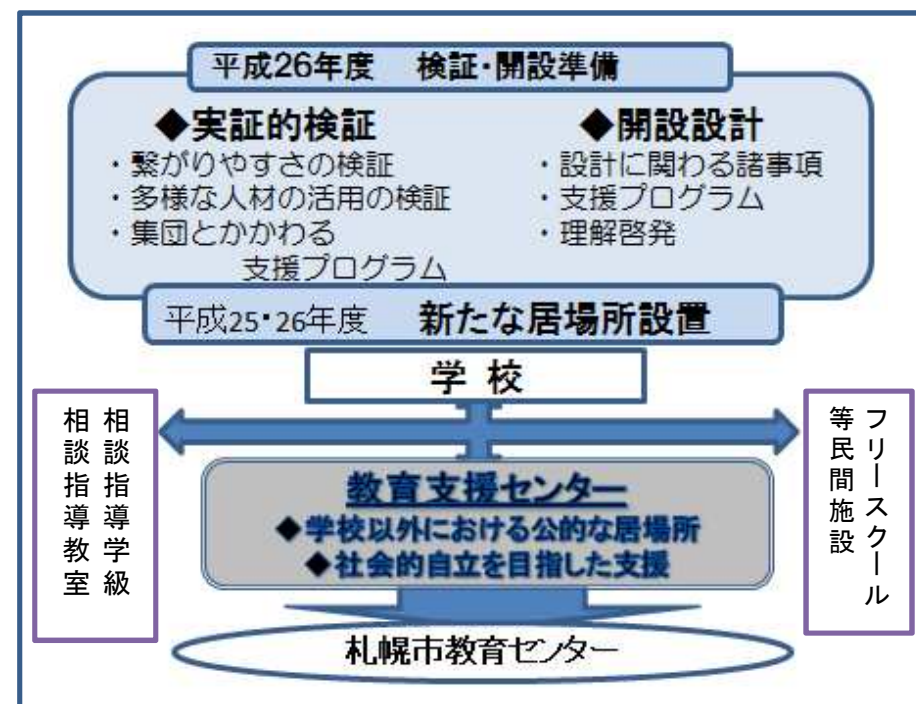 平成26年度　検証・開設準備
◆実証的検証
・繋がりやすさの検証
・多様な人材の活用の検証
・集団とかかわる
支援プログラム
◆開設設計
・設計に関わる諸事項
・支援プログラム
・理解啓発
平成25・26年度　新たな居場所設置
学 校
相談指導学級
相談指導教室
フリースクール
等民間施設
教育支援センター
◆学校以外における公的な居場所
◆社会的自立を目指した支援
札幌市教育センター